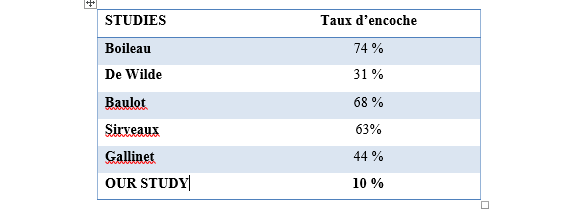 STUDIES Taux d’encoche
Boileau 74 %
De Wilde 31 %
Baulot 68 %
Sirveaux 63%
Gallinet 44 %
OUR STUDY 10 %